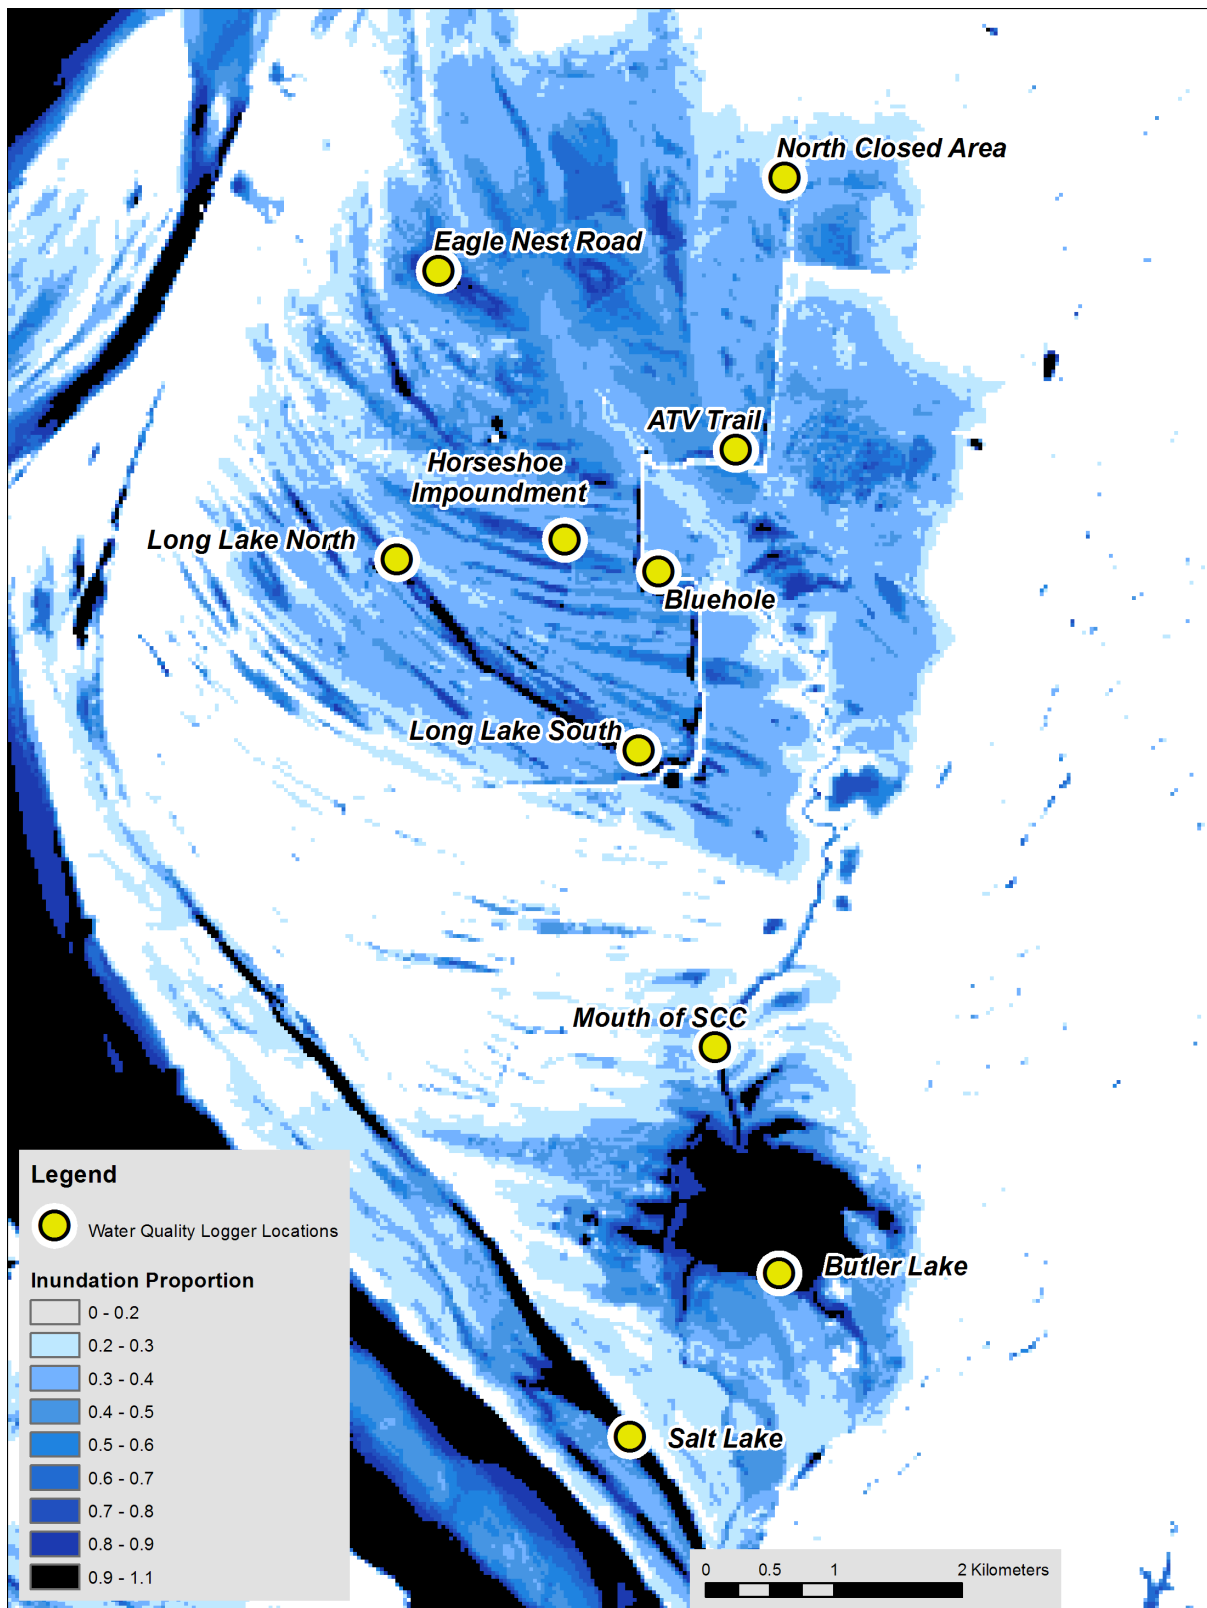 North Closed Area
Eagle Nest Road
ATV Trail
Horseshoe
Impoundment
Long Lake North
Bluehole
Long Lake South
Mouth of SCC
Butler Lake
Salt Lake
Legend
Water Quality Logger Locations
Inundation Proportion
0 - 0.2
0.2 - 0.3
0.3 - 0.4
0.4 - 0.5
0.5 - 0.6
0.6 - 0.7
0.7 - 0.8
0.8 - 0.9
0.9 - 1.1
0 0.5 1 2 Kilometers